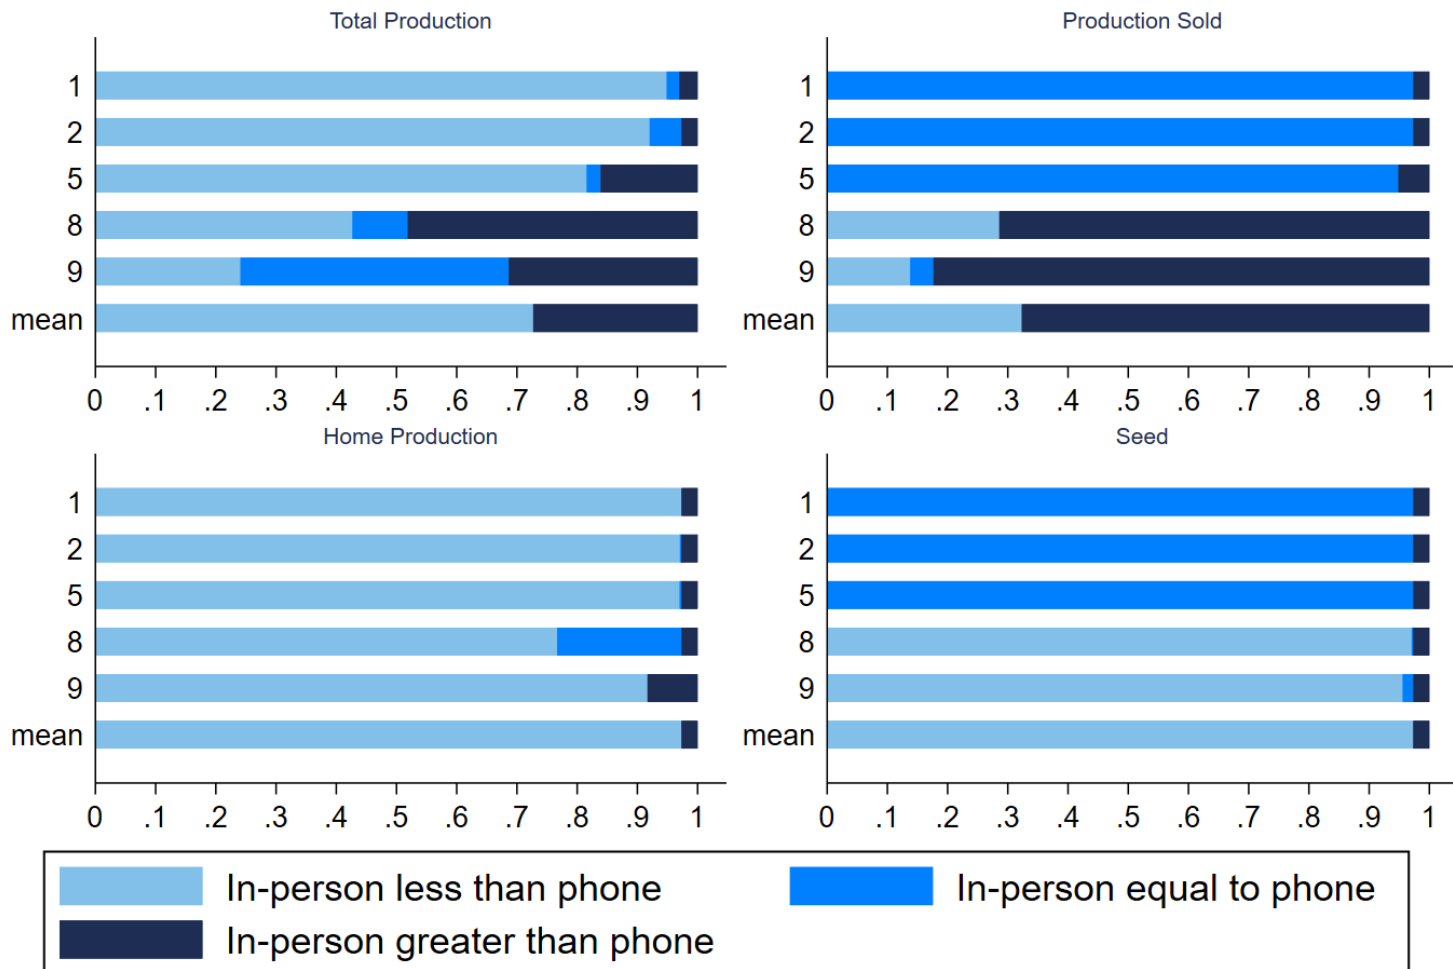 Total Production
1
2
5
8
9
mean
0 .1 .2 .3 .4 .5 .6 .7 .8 .9 1
Production Sold
1
2
5
8
9
mean
0 .1 .2 .3 .4 .5 .6 .7 .8 .9 1
Home Production
1
2
5
8
9
mean
0 .1 .2 .3 .4 .5 .6 .7 .8 .9 1
Seed
1
2
5
8
9
mean
0 .1 .2 .3 .4 .5 .6 .7 .8 .9 1
In-person less than phone
In-person equal to phone
In-person greater than phone